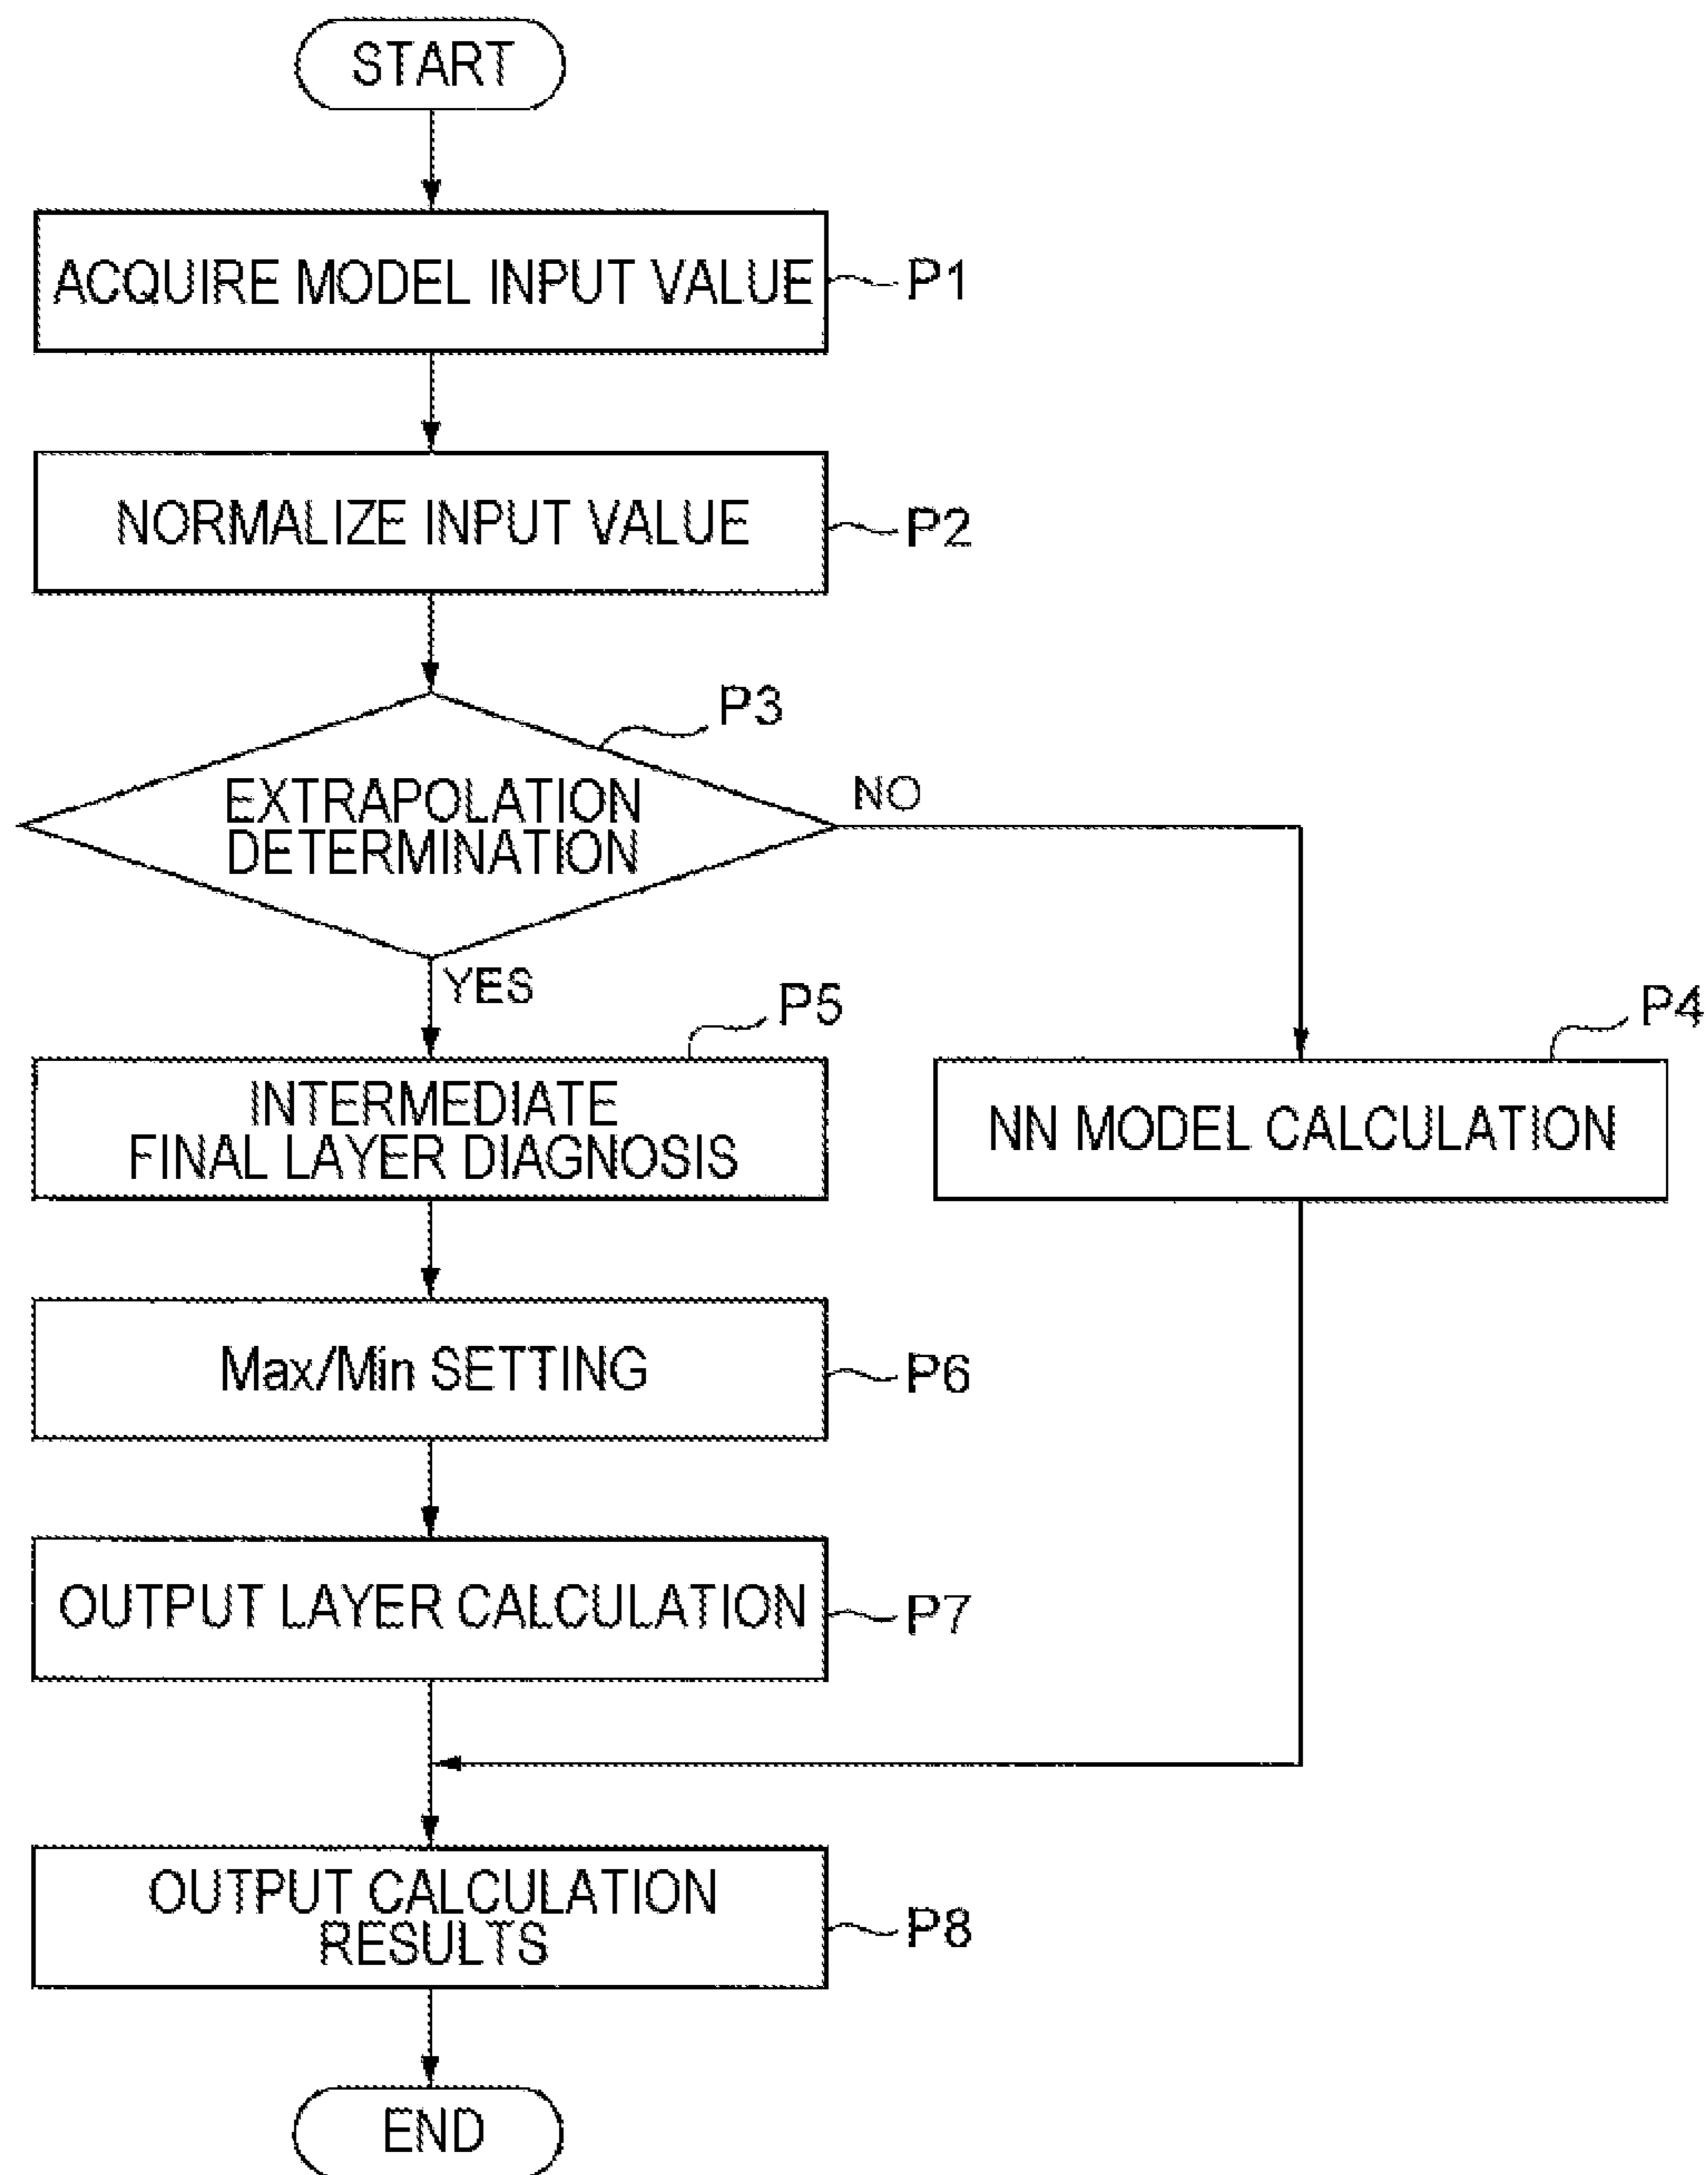 START
ACQUIRE MODEL INPUT VALUE
P1
NORMALIZE INPUT VALUE
P2
P3
EXTRAPOLATION
DETERMINATION
NO
YES
P5
P4
INTERMEDIATE
FINAL LAYER DIAGNOSIS
NN MODEL CALCULATION
Max/Min SETTING
P6
OUTPUT LAYER CALCULATION
P7
OUTPUT CALCULATION
RESULTS
P8
END